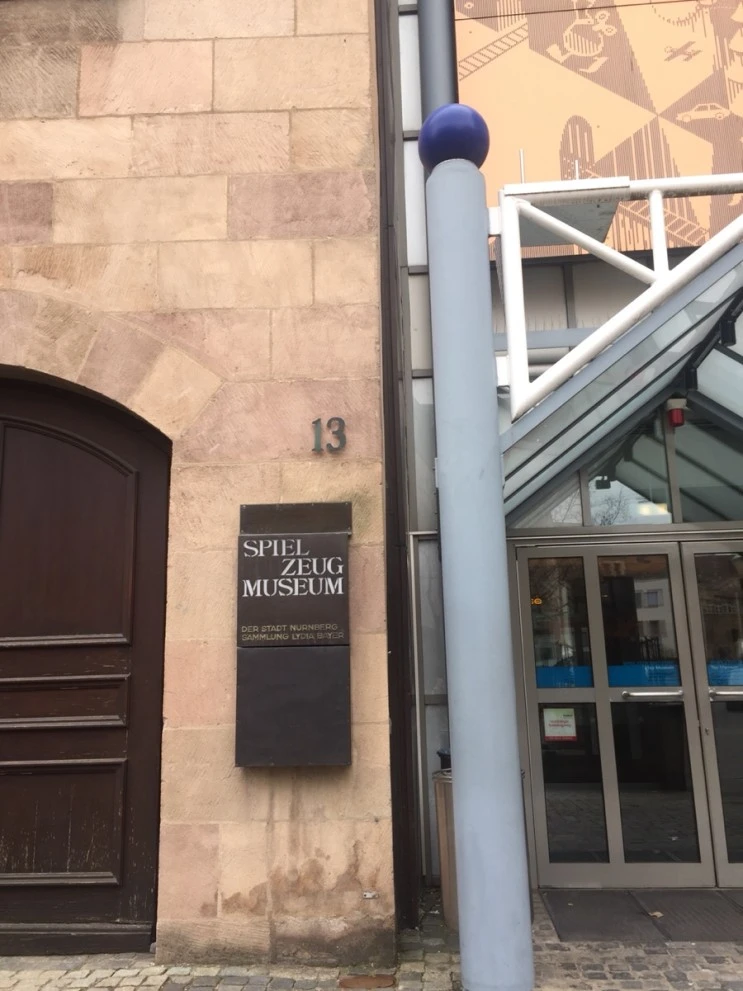 13
SPIEL
ZEUG
MUSEUM
DER STADT NÜRNBERG
SAMMLUNG LYDIA BAYER